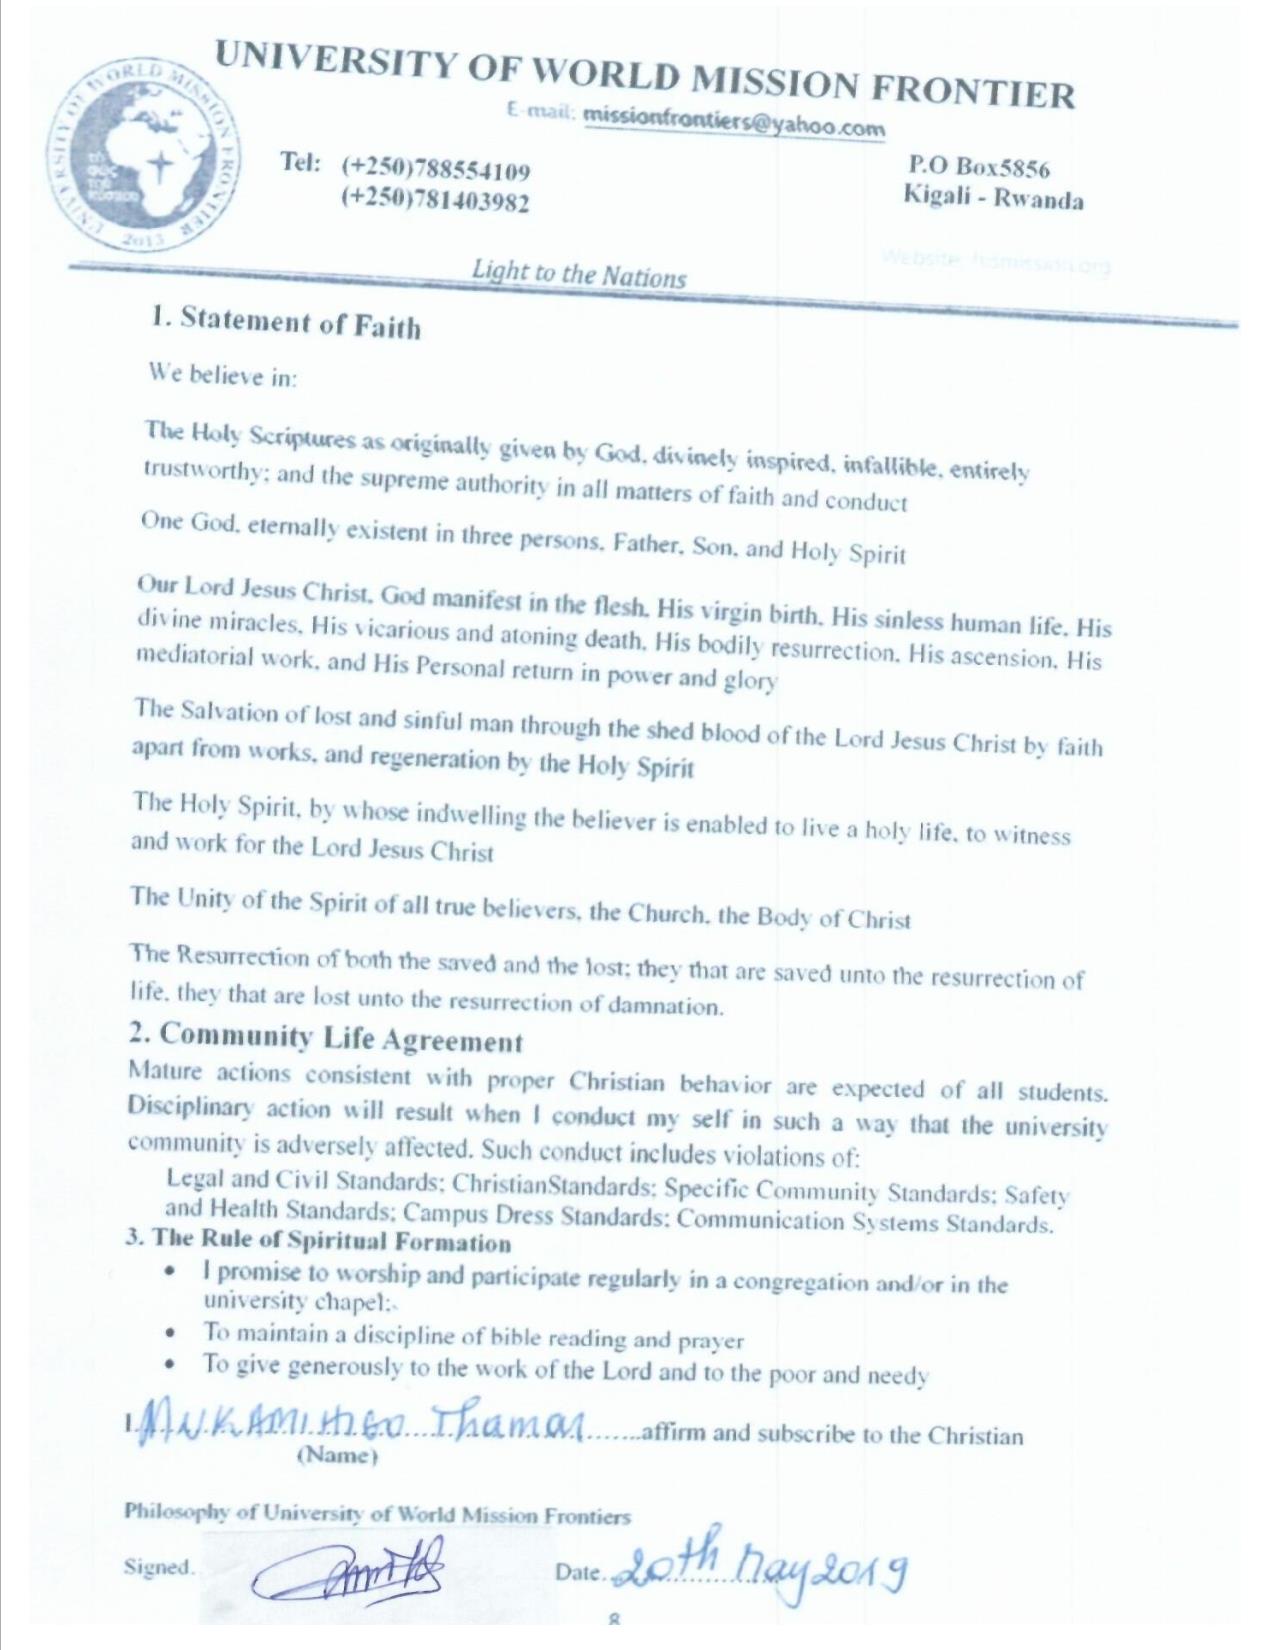 UNIVERSITY OF WORLD MISSION FRONTIER
E-mail: missionfrontiers@yahoo.com
UNIVERSITY OF WORLD MISSION FRONTIER
2013
Tel: (+250)788554109
(+250)781403982
P.O Box5856
Kigali - Rwanda
Website:
Light to the Nations
1. Statement of Faith
We believe in:
The Holy Scriptures as originally given by God, divinely inspired, infallible, entirely
trustworthy; and the supreme authority in all matters of faith and conduct
One God, eternally existent in three persons, Father, Son, and Holy Spirit
Our Lord Jesus Christ, God manifest in the flesh, His virgin birth, His sinless human life, His
divine miracles, His vicarious and atoning death, His bodily resurrection, His ascension, His
mediatorial work, and His Personal return in power and glory
The Salvation of lost and sinful man through the shed blood of the Lord Jesus Christ by faith
apart from works, and regeneration by the Holy Spirit
The Holy Spirit, by whose indwelling the believer is enabled to live a holy life, to witness
and work for the Lord Jesus Christ
The Unity of the Spirit of all true believers, the Church, the Body of Christ
The Resurrection of both the saved and the lost; they that are saved unto the resurrection of
life, they that are lost unto the resurrection of damnation.
2. Community Life Agreement
Mature actions consistent with proper Christian behavior are expected of all students.
Disciplinary action will result when I conduct my self in such a way that the university
community is adversely affected. Such conduct includes violations of:
Legal and Civil Standards; ChristianStandards; Specific Community Standards; Safety
and Health Standards; Campus Dress Standards; Communication Systems Standards.
3. The Rule of Spiritual Formation
• I promise to worship and participate regularly in a congregation and/or in the
university chapel;
• To maintain a discipline of bible reading and prayer
• To give generously to the work of the Lord and to the poor and needy
I. MUKAMIHIGO Thamar.......affirm and subscribe to the Christian
(Name)
Philosophy of University of World Mission Frontiers
Signed.
Date. 20th May 2019
8